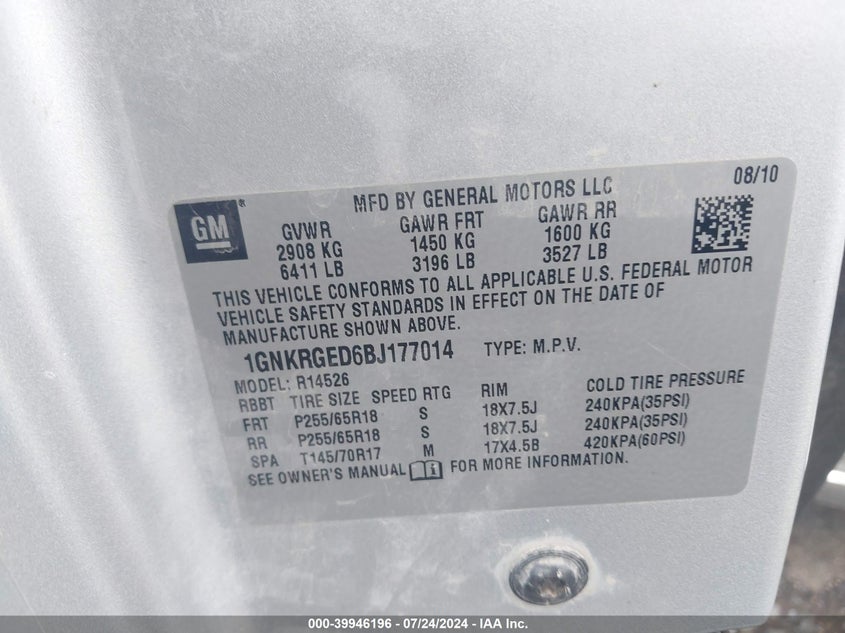 MFD BY GENERAL MOTORS LLC 08/10
GM®
GVWR GAWR FRT GAWR RR
2908 KG 1450 KG 1600 KG
6411 LB 3196 LB 3527 LB
THIS VEHICLE CONFORMS TO ALL APPLICABLE U.S. FEDERAL MOTOR
VEHICLE SAFETY STANDARDS IN EFFECT ON THE DATE OF
MANUFACTURE SHOWN ABOVE.
1GNKRGED6BJ177014 TYPE: M.P.V.
MODEL: R14526
RBBT TIRE SIZE SPEED RTG RIM COLD TIRE PRESSURE
FRT P255/65R18 S 18X7.5J 240KPA(35PSI)
RR P255/65R18 S 18X7.5J 240KPA(35PSI)
SPA T145/70R17 M 17X4.5B 420KPA(60PSI)
SEE OWNER'S MANUAL FOR MORE INFORMATION.
000-39946196 - 07/24/2024 - IAA Inc.